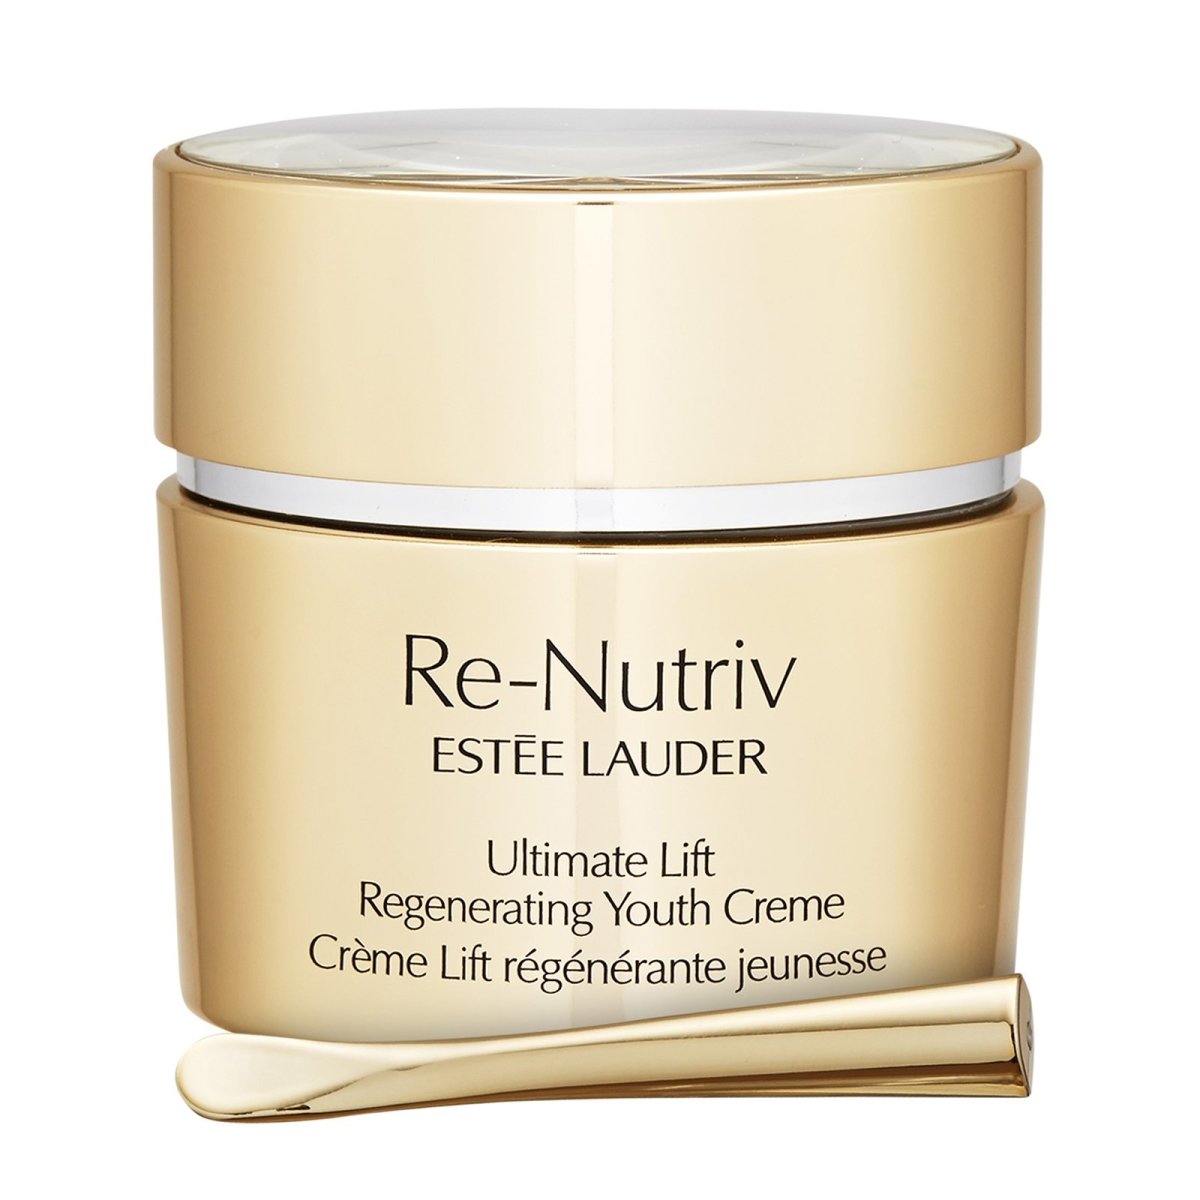 Re-Nutriv
ESTĒE LAUDER
Ultimate Lift
Regenerating Youth Creme
Crème Lift régénérante jeunesse